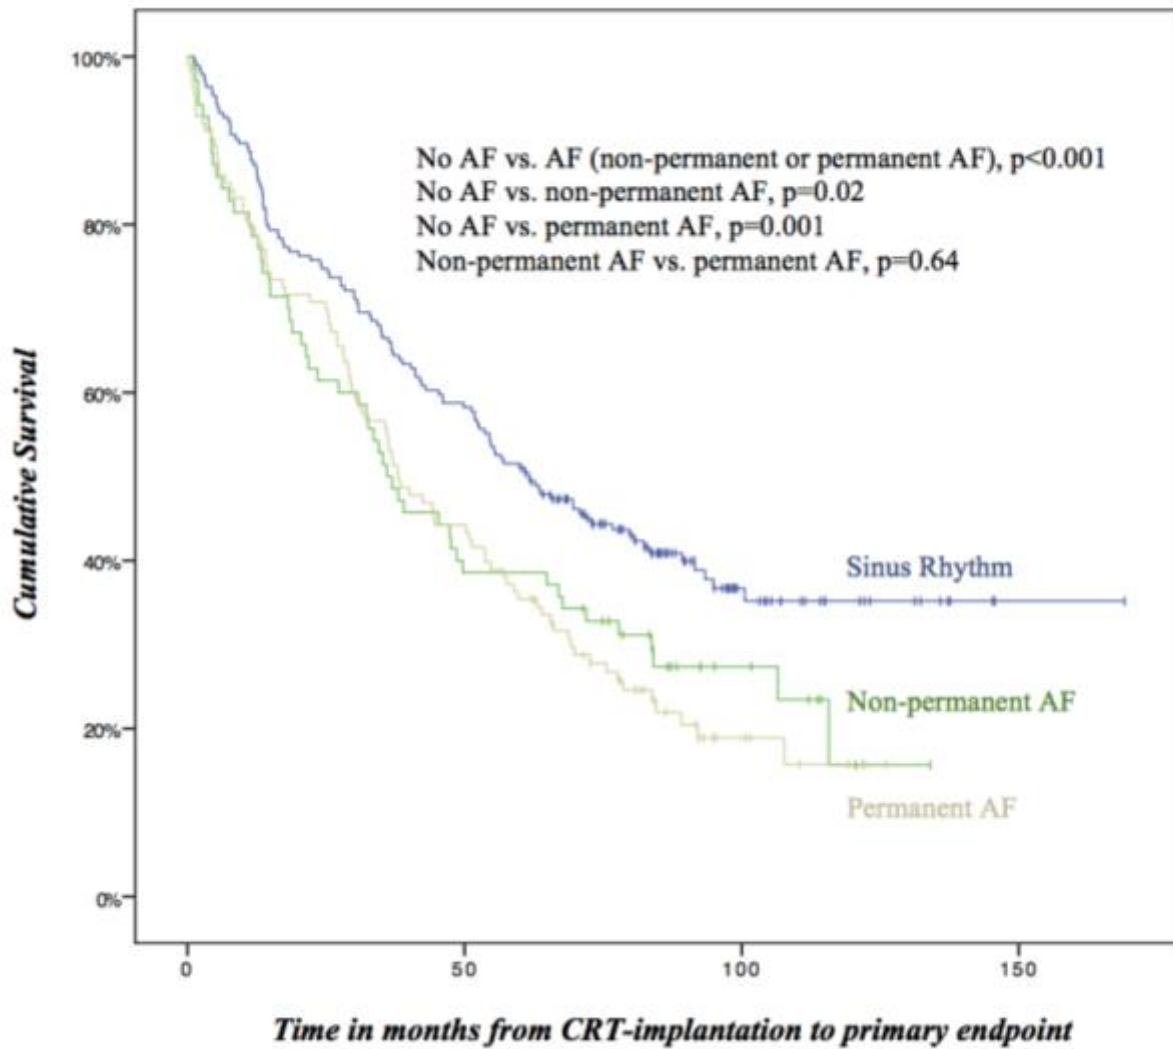 100%
80%
60%
40%
20%
0%
Cumulative Survival
No AF vs. AF (non-permanent or permanent AF), p<0.001
No AF vs. non-permanent AF, p=0.02
No AF vs. permanent AF, p=0.001
Non-permanent AF vs. permanent AF, p=0.64
Sinus Rhythm
Non-permanent AF
Permanent AF
0
50
100
150
Time in months from CRT-implantation to primary endpoint